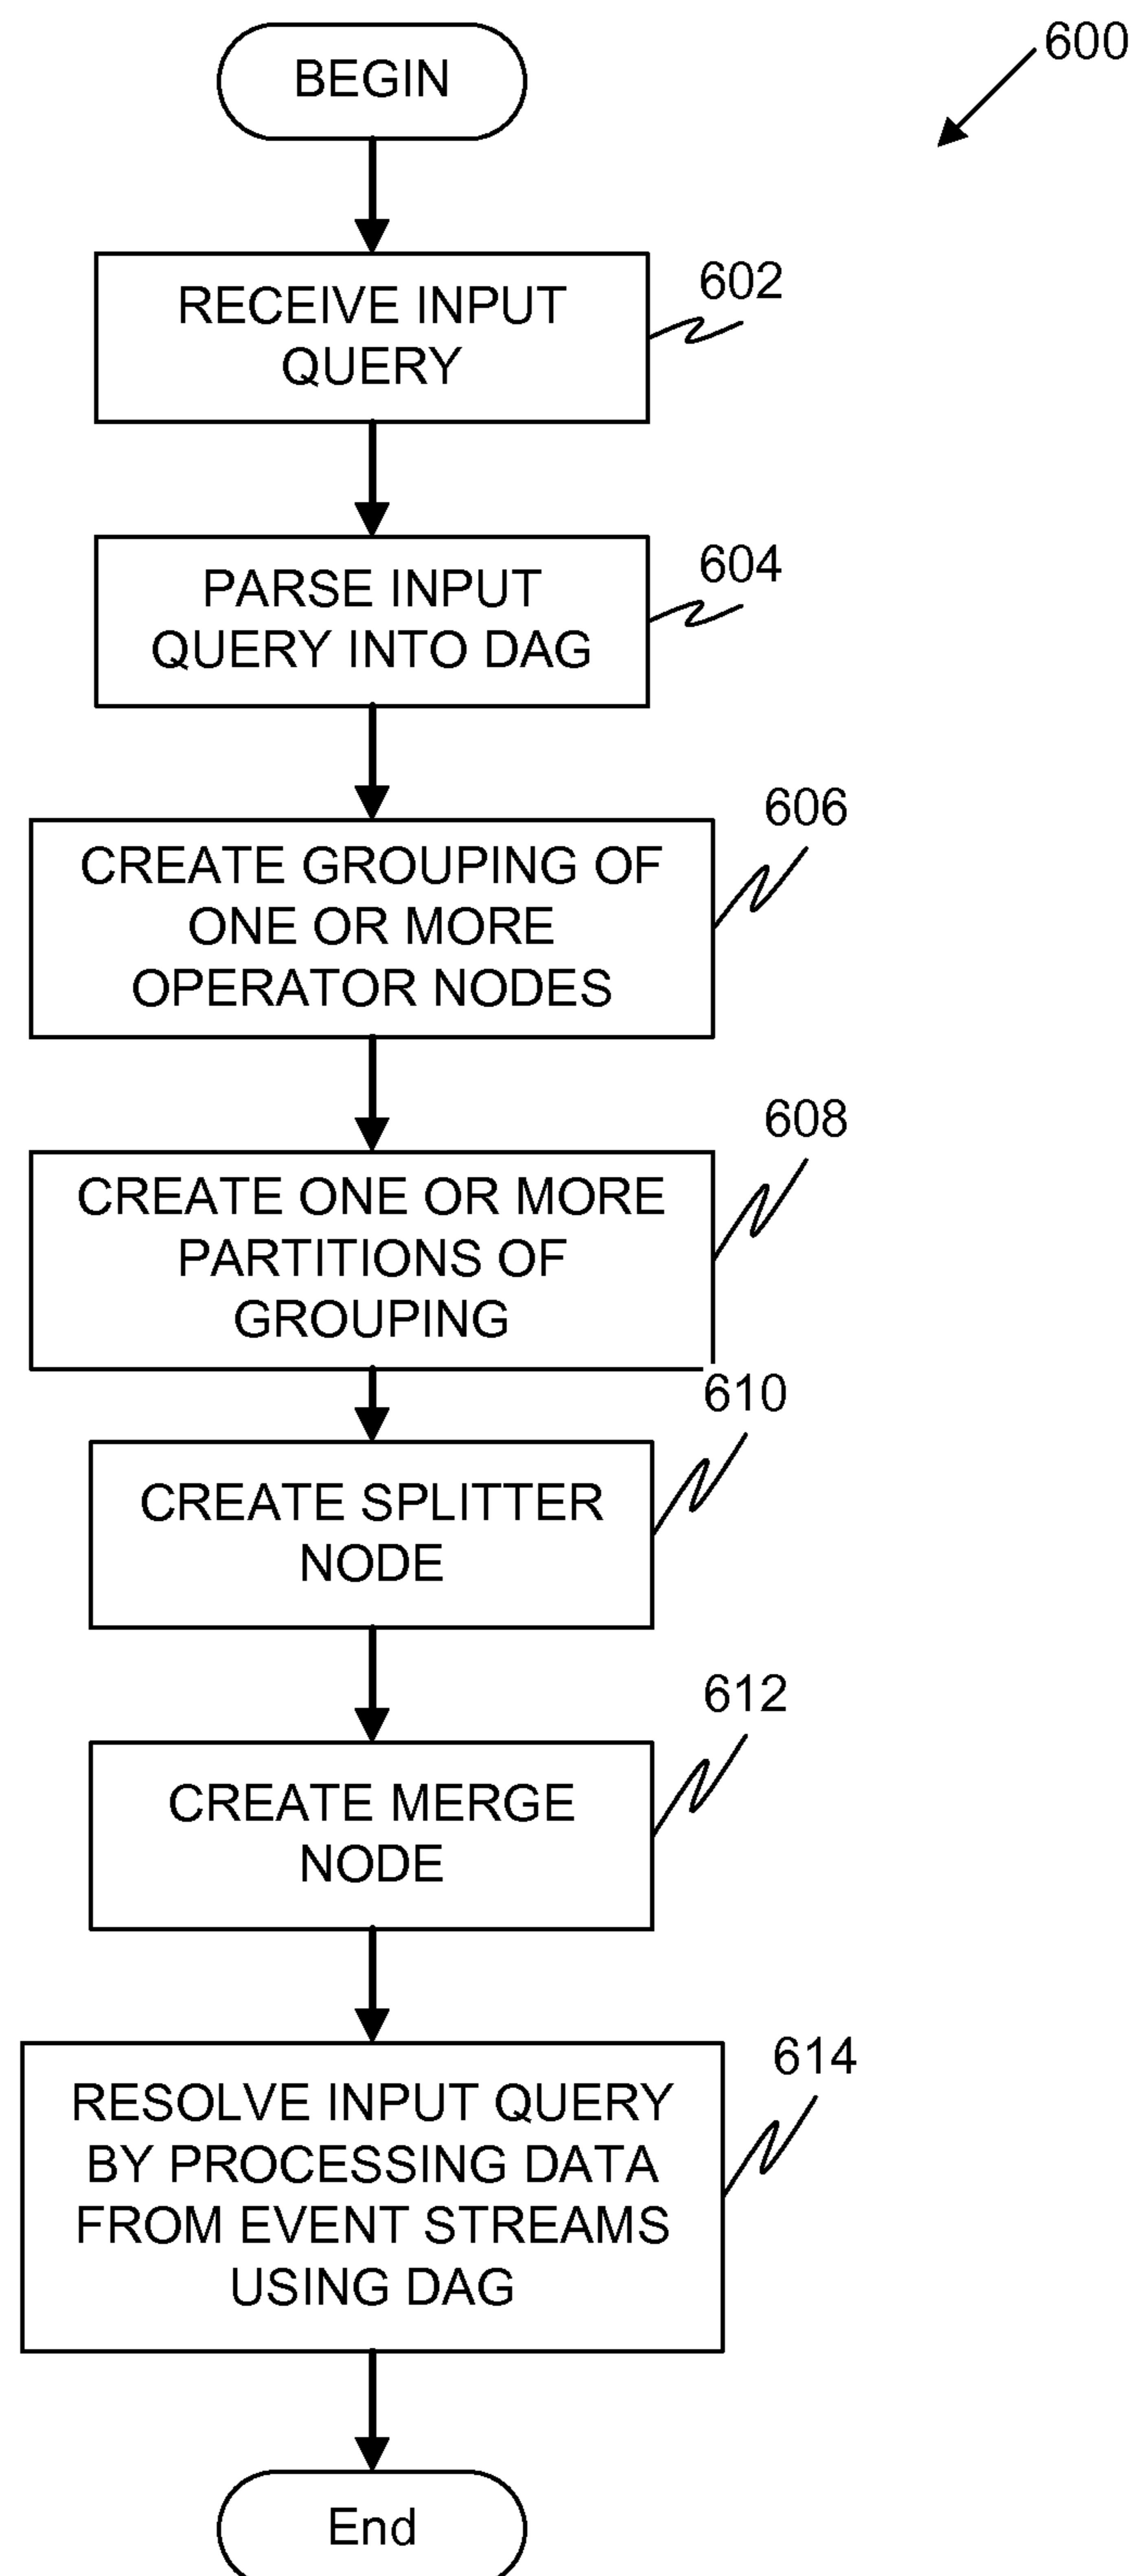 BEGIN
600
RECEIVE INPUT
QUERY
602
PARSE INPUT
QUERY INTO DAG
604
CREATE GROUPING OF
ONE OR MORE
OPERATOR NODES
606
CREATE ONE OR MORE
PARTITIONS OF
GROUPING
608
CREATE SPLITTER
NODE
610
CREATE MERGE
NODE
612
RESOLVE INPUT QUERY
BY PROCESSING DATA
FROM EVENT STREAMS
USING DAG
614
End